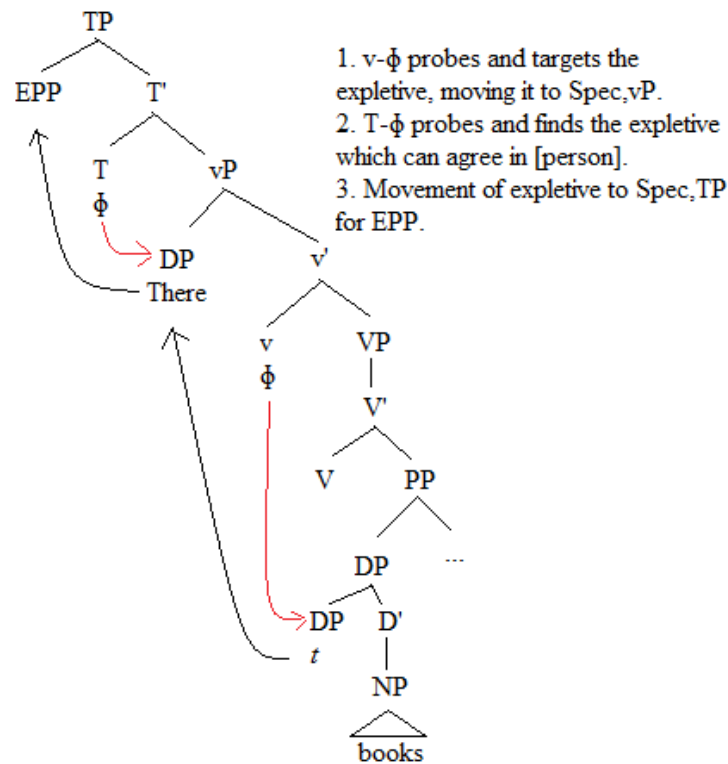 TP
1. v-ϕ probes and targets the
EPP T' expletive, moving it to Spec,vP.
2. T-ϕ probes and finds the expletive
T vP which can agree in [person].
3. Movement of expletive to Spec,TP
ϕ for EPP.
DP v'
There
v VP
ϕ
V'
V PP
DP ...
DP D'
t
NP
books